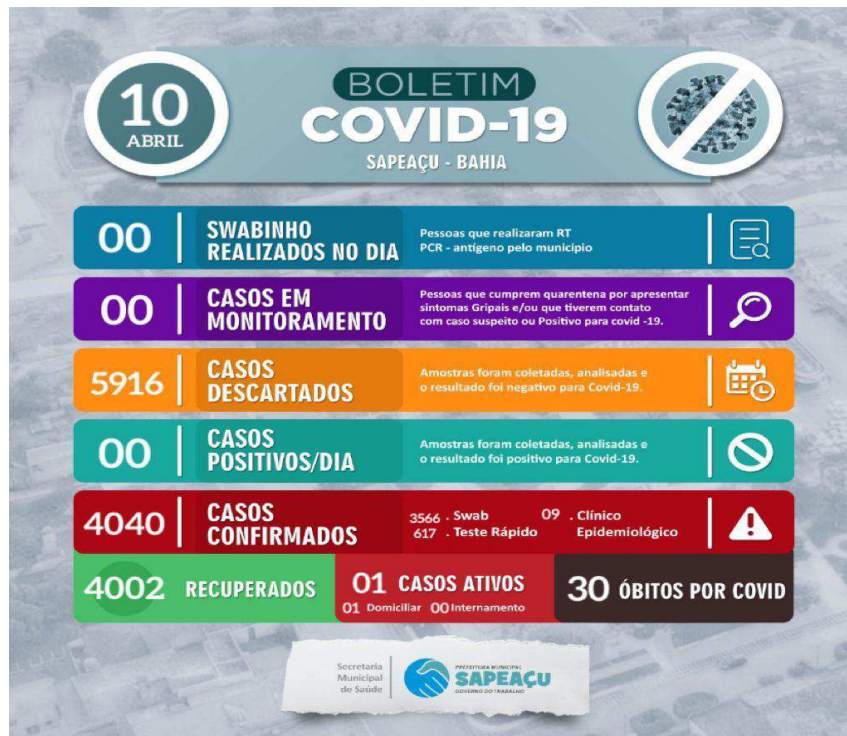 10
ABRIL
BOLETIM
COVID-19
SAPEAÇU - BAHIA
00
SWABINHO
REALIZADOS NO DIA
Pessoas que realizaram RT
PCR - antígeno pelo município
00
CASOS EM
MONITORAMENTO
Pessoas que cumprem quarentena por apresentar
sintomas Gripais e/ou que tiverem contato
com caso suspeito ou Positivo para covid -19.
5916
CASOS
DESCARTADOS
Amostras foram coletadas, analisadas e
o resultado foi negativo para Covid-19.
00
CASOS
POSITIVOS/DIA
Amostras foram coletadas, analisadas e
o resultado foi positivo para Covid-19.
4040
CASOS
CONFIRMADOS
3566 . Swab
617 . Teste Rápido
09 . Clínico
Epidemiológico
4002 RECUPERADOS
01 CASOS ATIVOS
01 Domiciliar 00 Internamento
30 ÓBITOS POR COVID
Secretaria
Municipal
de Saúde
PREFEITURA MUNICIPAL
SAPEAÇU
GOVERNO DO TRABALHO